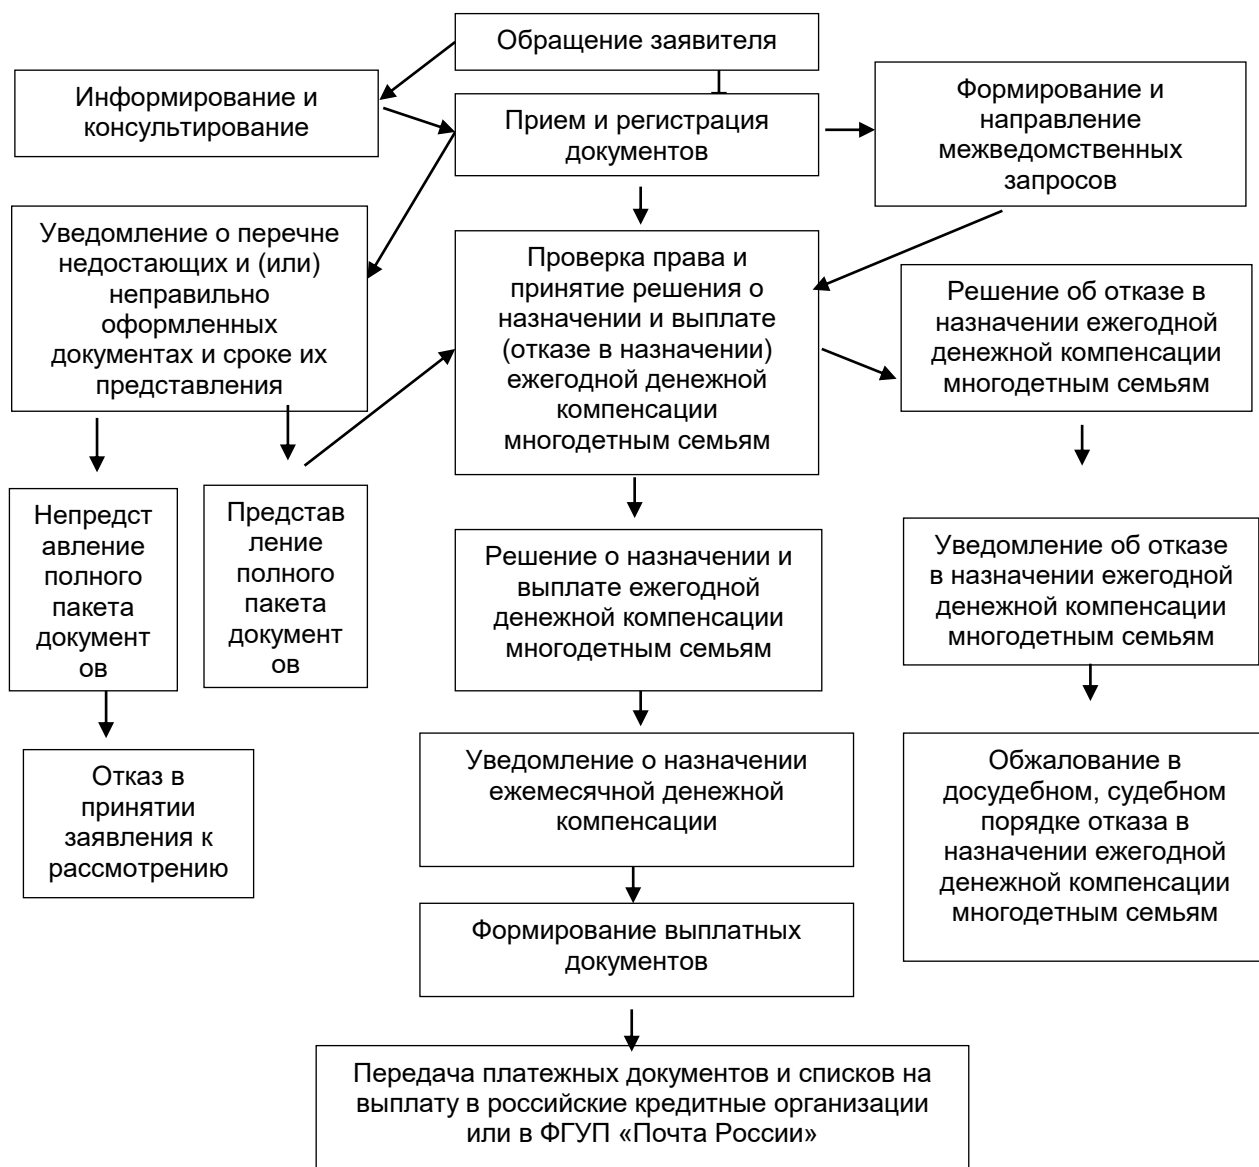 Обращение заявителя
Информирование и
консультирование
Прием и регистрация
документов
Формирование и
направление
межведомственных
запросов
Уведомление о перечне
недостающих и (или)
неправильно
оформленных
документах и сроке их
представления
Проверка права и
принятие решения о
назначении и выплате
(отказе в назначении)
ежегодной денежной
компенсации
многодетным семьям
Решение об отказе в
назначении ежегодной
денежной компенсации
многодетным семьям
Непредст
авление
полного
пакета
документ
ов
Представ
ление
полного
пакета
документ
ов
Решение о назначении и
выплате ежегодной
денежной компенсации
многодетным семьям
Уведомление об отказе
в назначении ежегодной
денежной компенсации
многодетным семьям
Отказ в
принятии
заявления к
рассмотрению
Уведомление о назначении
ежемесячной денежной
компенсации
Обжалование в
досудебном, судебном
порядке отказа в
назначении ежегодной
денежной компенсации
многодетным семьям
Формирование выплатных
документов
Передача платежных документов и списков на
выплату в российские кредитные организации
или в ФГУП «Почта России»